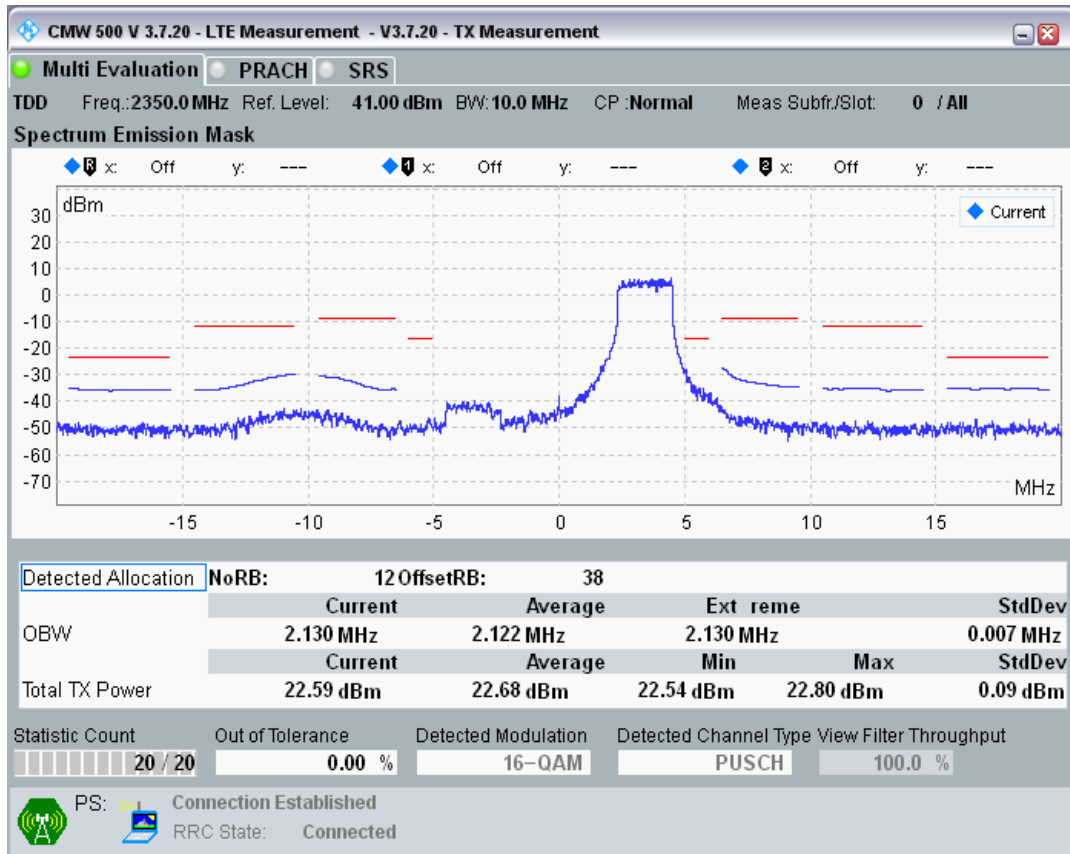 CMW 500 V 3.7.20 - LTE Measurement - V3.7.20 - TX Measurement
Multi Evaluation PRACH SRS
TDD Freq.:2350.0 MHz Ref. Level: 41.00 dBm BW:10.0 MHz CP :Normal Meas Subfr./Slot: 0 / All
Spectrum Emission Mask
R x: Off y: --- 1 x: Off y: --- 2 x: Off y: ---
dBm
Current
30
20
10
0
-10
-20
-30
-40
-50
-60
-70
MHz
-15 -10 -5 0 5 10 15
Detected Allocation NoRB: 12 OffsetRB: 38
Current Average Ext reme StdDev
OBW 2.130 MHz 2.122 MHz 2.130 MHz 0.007 MHz
Current Average Min Max StdDev
Total TX Power 22.59 dBm 22.68 dBm 22.54 dBm 22.80 dBm 0.09 dBm
Statistic Count Out of Tolerance Detected Modulation Detected Channel Type View Filter Throughput
20 / 20 0.00 % 16-QAM PUSCH 100.0 %
PS: Connection Established
RRC State: Connected